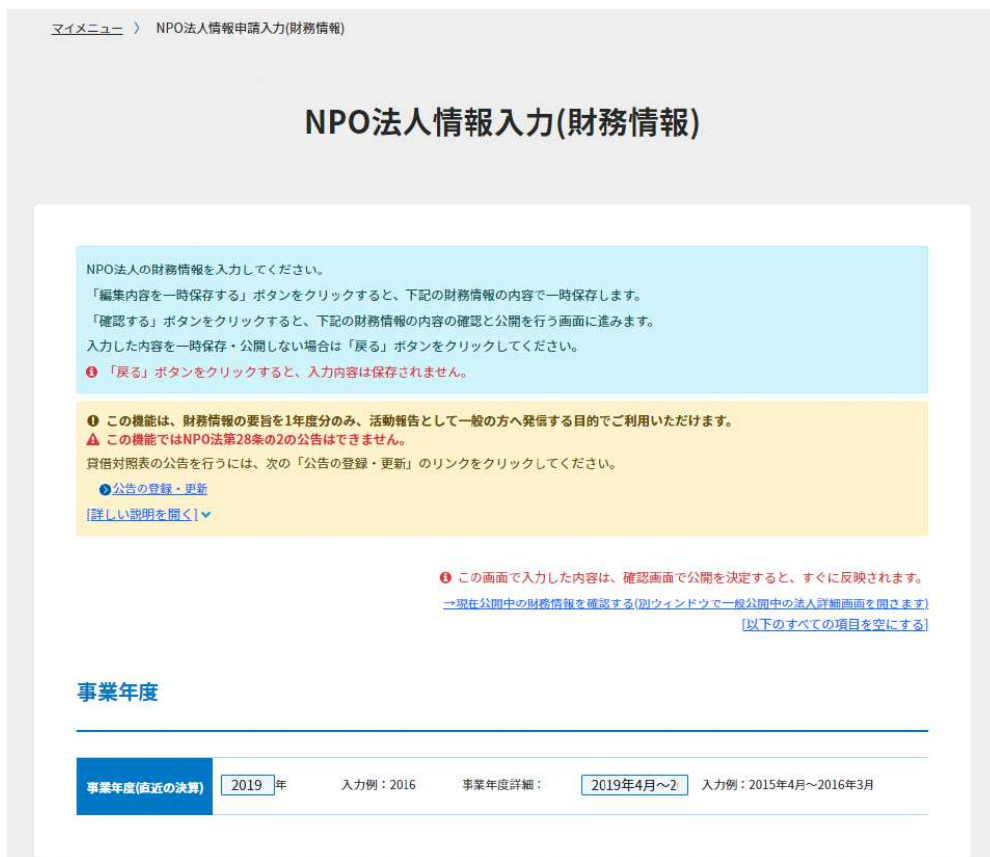 マイメニュー 〉 NPO法人情報申請入力(財務情報)
NPO法人情報入力(財務情報)
NPO法人の財務情報を入力してください。
「編集内容を一時保存する」ボタンをクリックすると、下記の財務情報の内容で一時保存します。
「確認する」ボタンをクリックすると、下記の財務情報の内容の確認と公開を行う画面に進みます。
入力した内容を一時保存・公開しない場合は「戻る」ボタンをクリックしてください。
「戻る」ボタンをクリックすると、入力内容は保存されません。
この機能は、財務情報の要旨を1年度分のみ、活動報告として一般の方へ発信する目的でご利用いただけます。
この機能ではNPO法第28条の2の公告はできません。
貸借対照表の公告を行うには、次の「公告の登録・更新」のリンクをクリックしてください。
公告の登録・更新
[詳しい説明を開く]
この画面で入力した内容は、確認画面で公開を決定すると、すぐに反映されます。
→現在公開中の財務情報を確認する(別ウィンドウで一般公開中の法人詳細画面を開きます)
[以下のすべての項目を空にする]
事業年度
事業年度(直近の決算) 2019 年 入力例：2016 事業年度詳細： 2019年4月～2 入力例：2015年4月～2016年3月